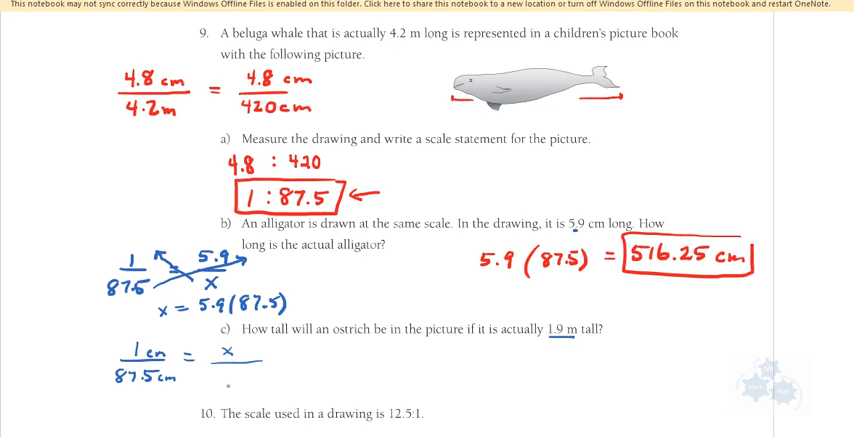 This notebook may not sync correctly because Windows Offline Files is enabled on this folder. Click here to share this notebook to a new location or turn off Windows Offline Files on this notebook and restart OneNote.
9. A beluga whale that is actually 4.2 m long is represented in a children's picture book
with the following picture.
4.8 cm / 4.2m = 4.8 cm / 420cm
a) Measure the drawing and write a scale statement for the picture.
4.8 : 420
1 : 87.5
b) An alligator is drawn at the same scale. In the drawing, it is 5.9 cm long. How
long is the actual alligator?
5.9 (87.5) = 516.25 cm
1 / 87.5 = 5.9 / x
x = 5.9(87.5)
c) How tall will an ostrich be in the picture if it is actually 1.9 m tall?
1 cm / 87.5cm = x
10. The scale used in a drawing is 12.5:1.